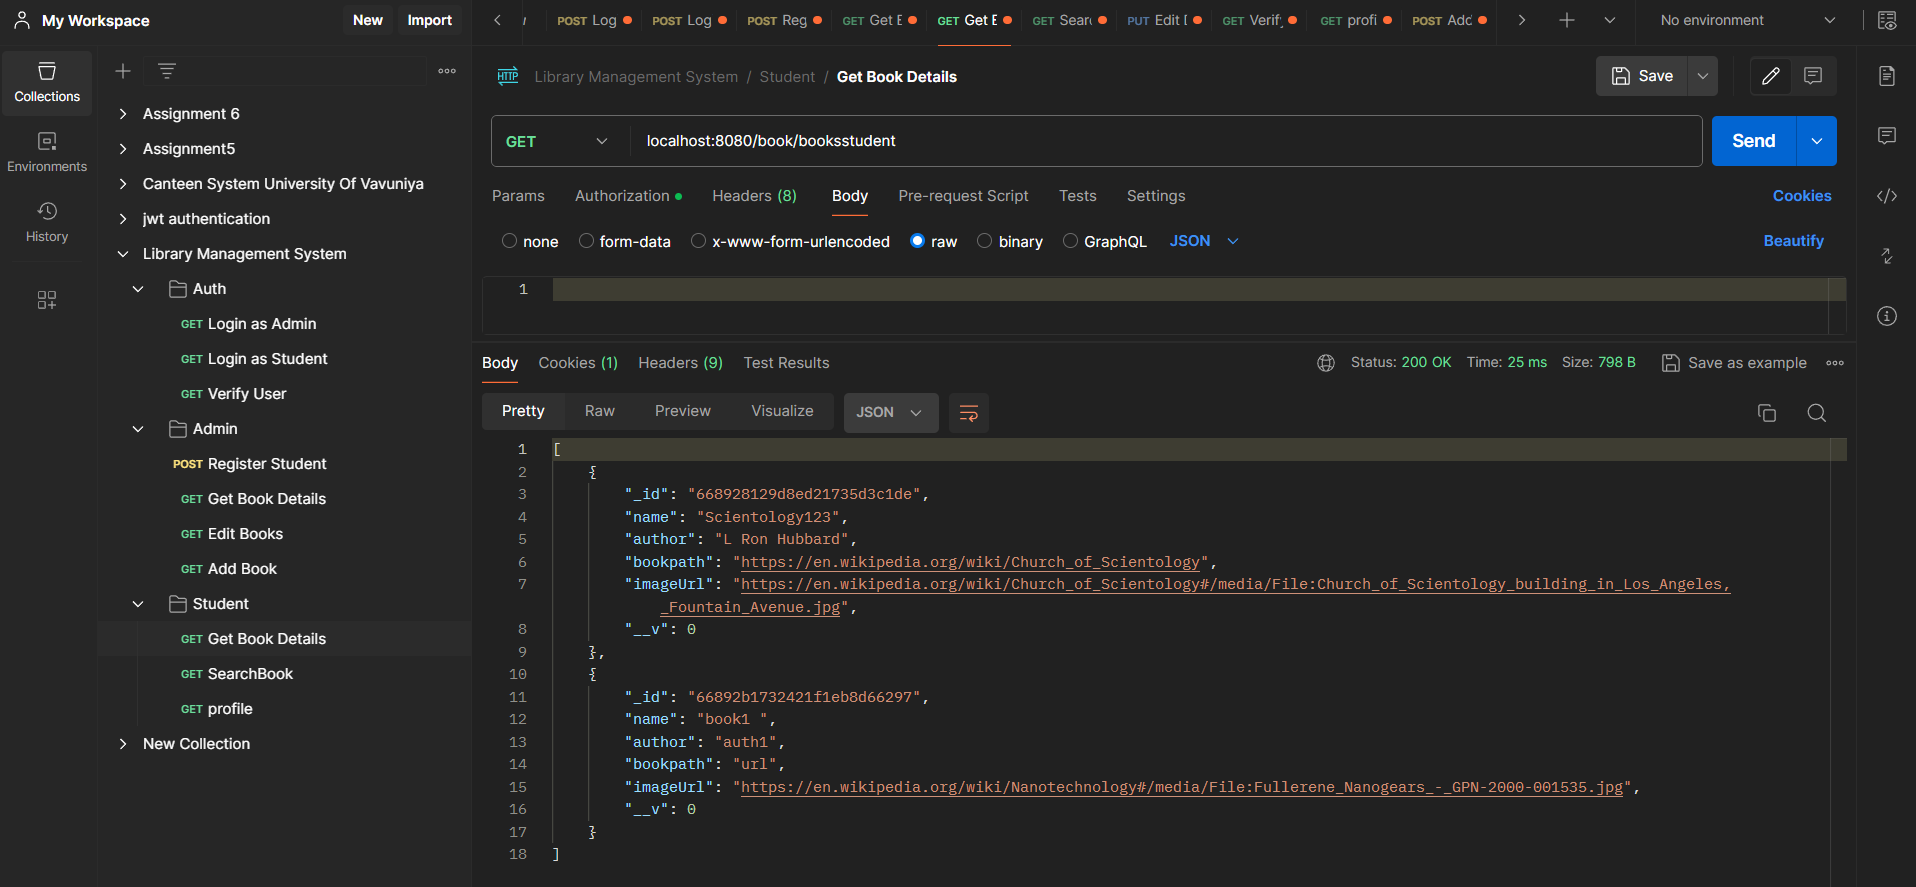 My Workspace
New
Import
POST Log
POST Log
POST Reg
GET Get E
GET Get E
GET Sear
PUT Edit
GET Verif
GET profi
POST Add
No environment
Collections
Environments
History
Assignment 6
Assignment5
Canteen System University Of Vavuniya
jwt authentication
Library Management System
Auth
GET Login as Admin
GET Login as Student
GET Verify User
Admin
POST Register Student
GET Get Book Details
GET Edit Books
GET Add Book
Student
GET Get Book Details
GET SearchBook
GET profile
New Collection
HTTP Library Management System / Student / Get Book Details
Save
GET localhost:8080/book/booksstudent
Send
Params Authorization Headers (8) Body Pre-request Script Tests Settings Cookies
none form-data x-www-form-urlencoded raw binary GraphQL JSON Beautify
1
Body Cookies (1) Headers (9) Test Results Status: 200 OK Time: 25 ms Size: 798 B Save as example
Pretty Raw Preview Visualize JSON
1 [
2 {
3 "_id": "668928129d8ed21735d3c1de",
4 "name": "Scientology123",
5 "author": "L Ron Hubbard",
6 "bookpath": "https://en.wikipedia.org/wiki/Church_of_Scientology",
7 "imageUrl": "https://en.wikipedia.org/wiki/Church_of_Scientology#/media/File:Church_of_Scientology_building_in_Los_Angeles,
_Fountain_Avenue.jpg",
8 "__v": 0
9 },
10 {
11 "_id": "66892b1732421f1eb8d66297",
12 "name": "book1 ",
13 "author": "auth1",
14 "bookpath": "url",
15 "imageUrl": "https://en.wikipedia.org/wiki/Nanotechnology#/media/File:Fullerene_Nanogears_-_GPN-2000-001535.jpg",
16 "__v": 0
17 }
18 ]